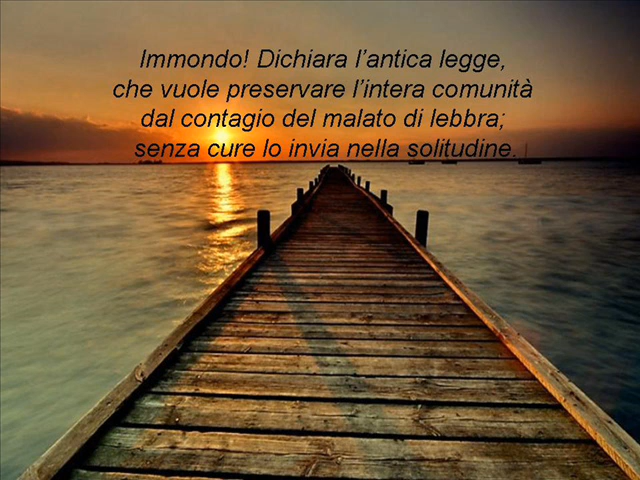 Immondo! Dichiara l’antica legge,
che vuole preservare l’intera comunità
dal contagio del malato di lebbra;
senza cure lo invia nella solitudine.